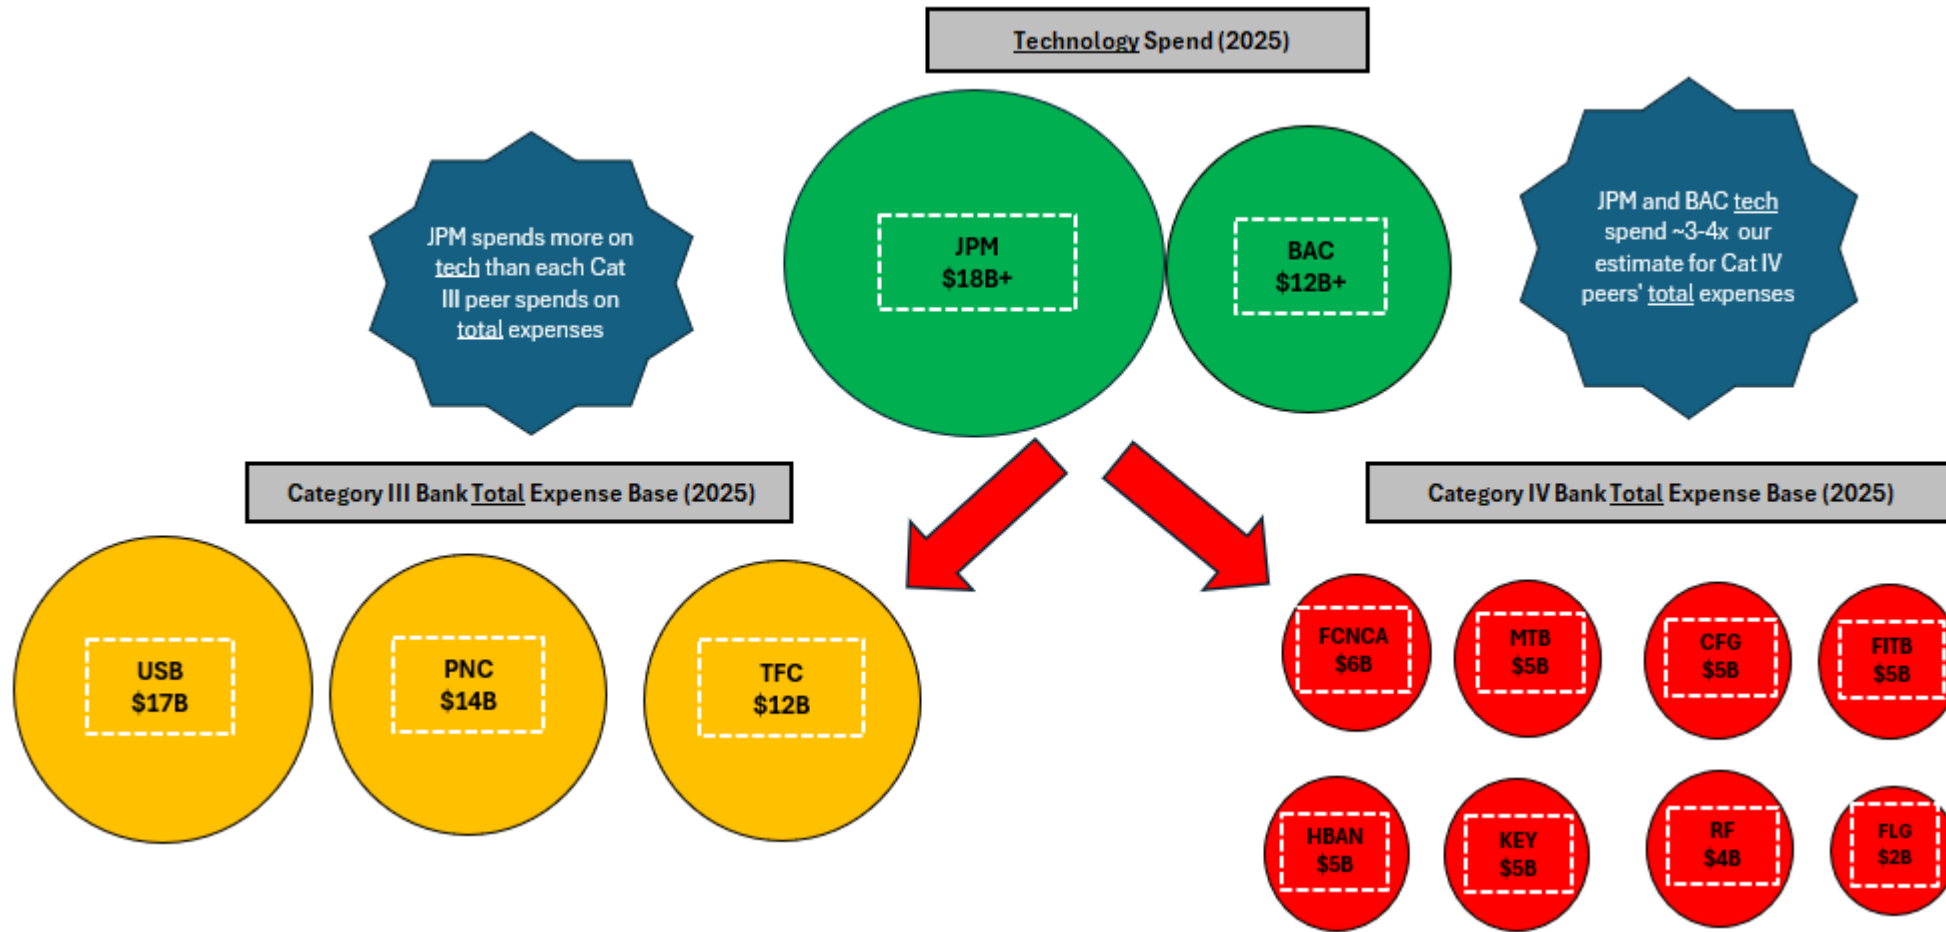 Technology Spend (2025)
JPM spends more on
tech than each Cat
III peer spends on
total expenses
JPM
$18B+
BAC
$12B+
JPM and BAC tech
spend ~3-4x our
estimate for Cat IV
peers' total expenses
Category III Bank Total Expense Base (2025)
Category IV Bank Total Expense Base (2025)
USB
$17B
PNC
$14B
TFC
$12B
FCNCA
$6B
MTB
$5B
CFG
$5B
FITB
$5B
HBAN
$5B
KEY
$5B
RF
$4B
FLG
$2B